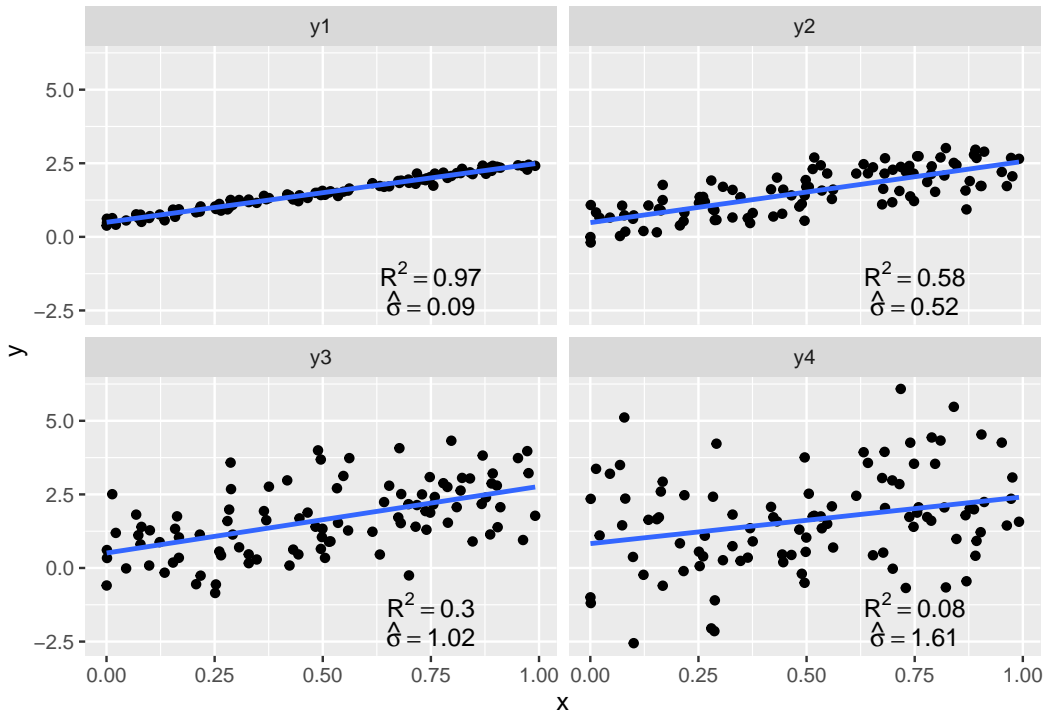 y1
y2
5.0
2.5
0.0
−2.5
R² = 0.97
σ̂ = 0.09
R² = 0.58
σ̂ = 0.52
y
y3
y4
5.0
2.5
0.0
−2.5
R² = 0.3
σ̂ = 1.02
R² = 0.08
σ̂ = 1.61
0.00 0.25 0.50 0.75 1.00
0.00 0.25 0.50 0.75 1.00
x